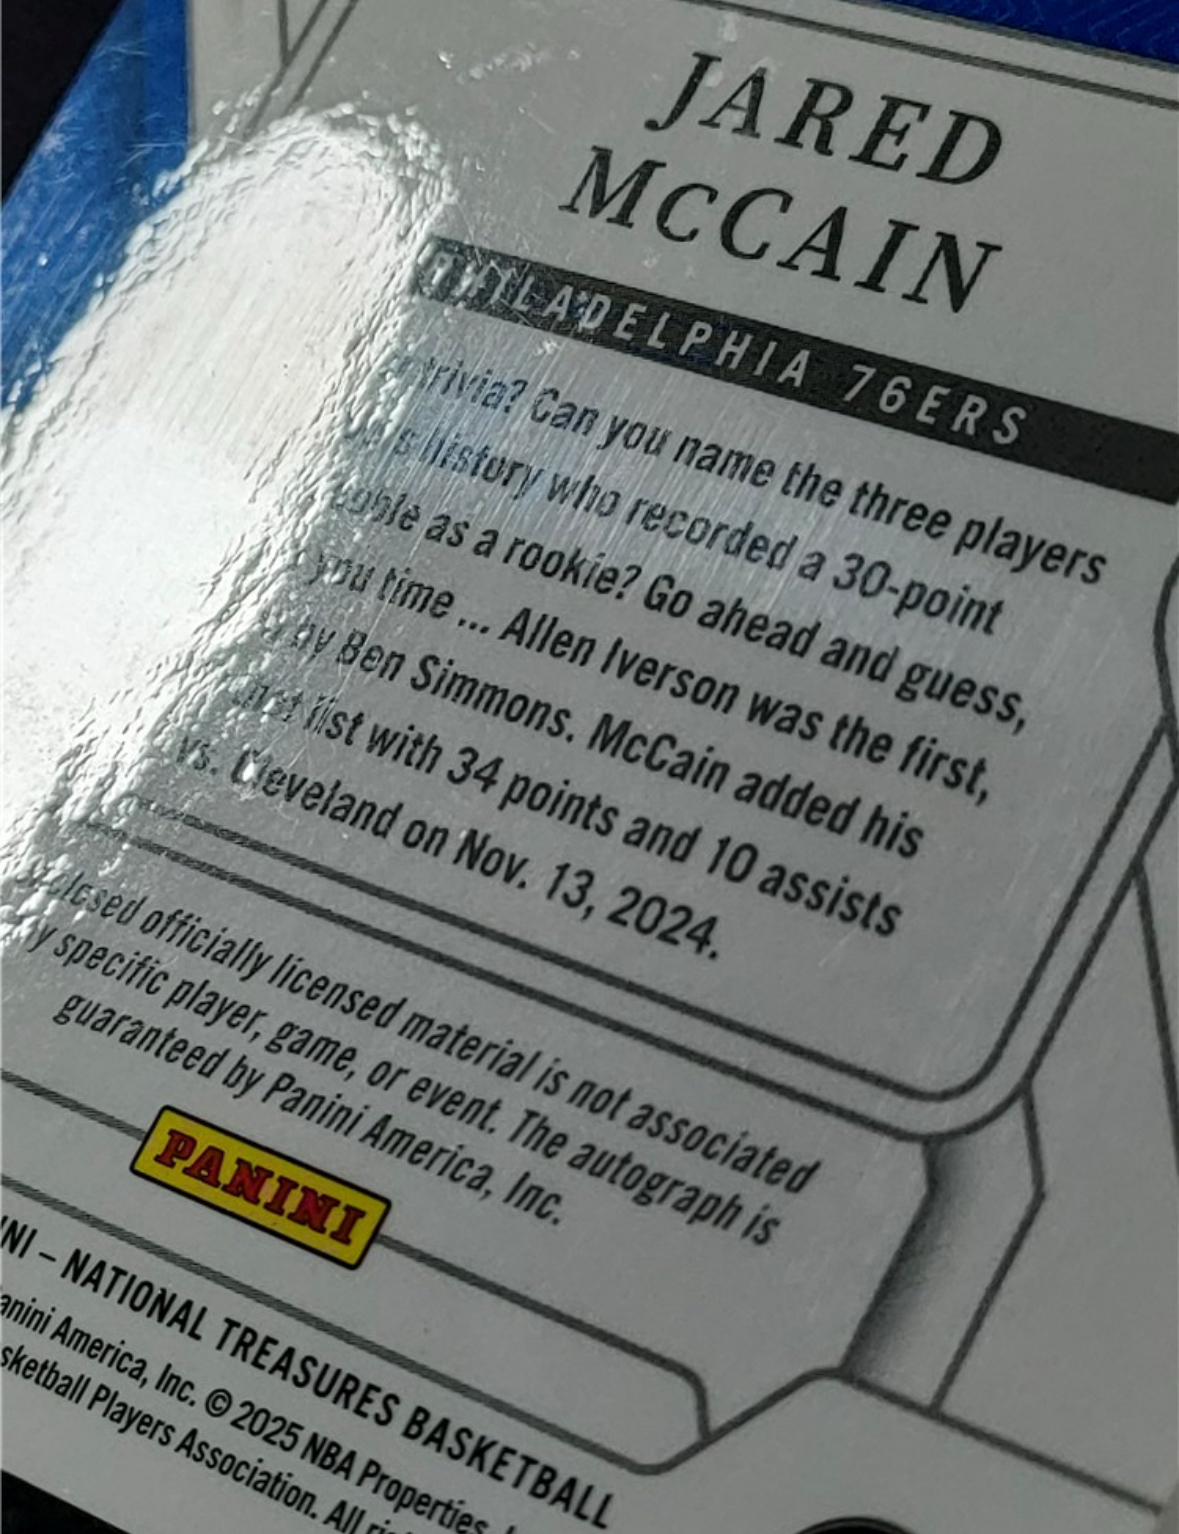 JARED
McCAIN
PHILADELPHIA 76ERS
trivia? Can you name the three players
history who recorded a 30-point
as a rookie? Go ahead and guess,
you time ... Allen Iverson was the first,
by Ben Simmons. McCain added his
list with 34 points and 10 assists
vs. Cleveland on Nov. 13, 2024.
officially licensed material is not associated
specific player, game, or event. The autograph is
guaranteed by Panini America, Inc.
PANINI
– NATIONAL TREASURES BASKETBALL
Panini America, Inc. © 2025 NBA Properties,
Basketball Players Association. All